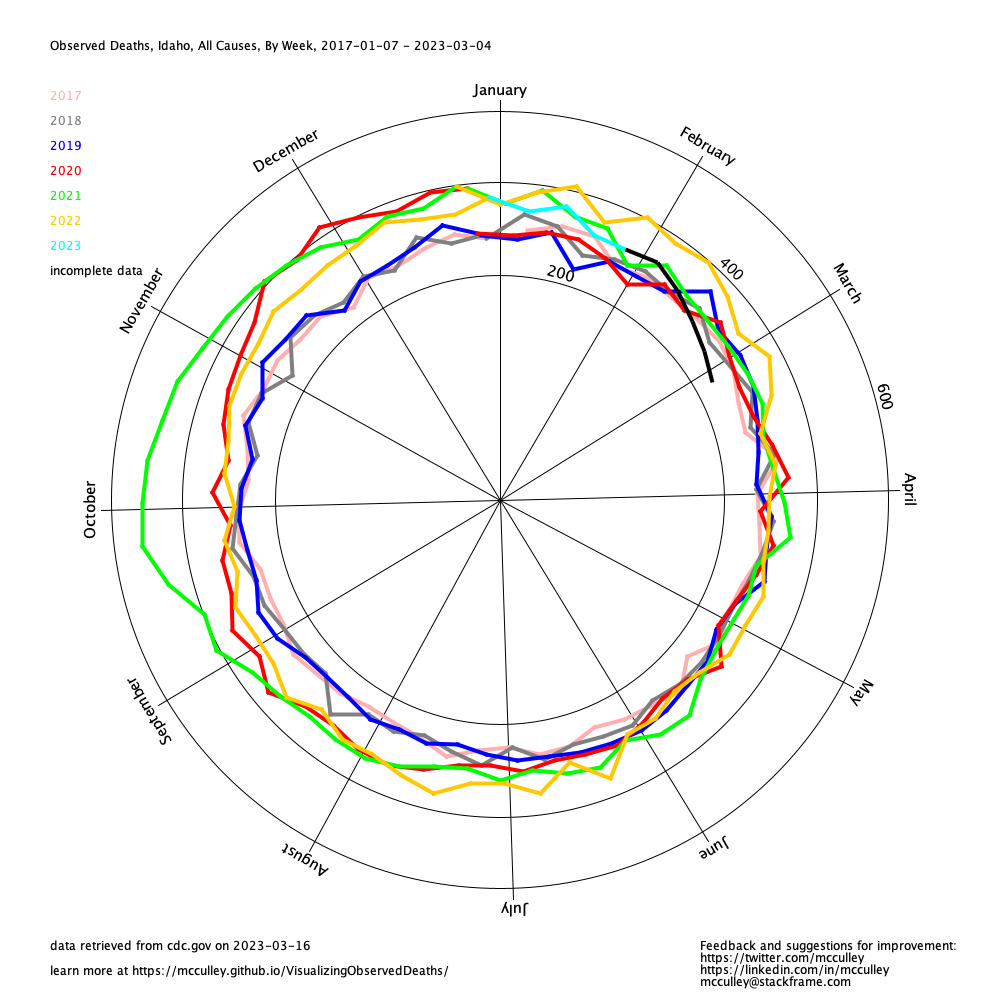 Observed Deaths, Idaho, All Causes, By Week, 2017-01-07 - 2023-03-04
January
2017
2018
2019
2020
2021
2022
2023
incomplete data
December
February
November
March
200
400
600
October
April
September
May
August
June
July
data retrieved from cdc.gov on 2023-03-16
learn more at https://mcculley.github.io/VisualizingObservedDeaths/
Feedback and suggestions for improvement:
https://twitter.com/mcculley
https://linkedin.com/in/mcculley
mcculley@stackframe.com